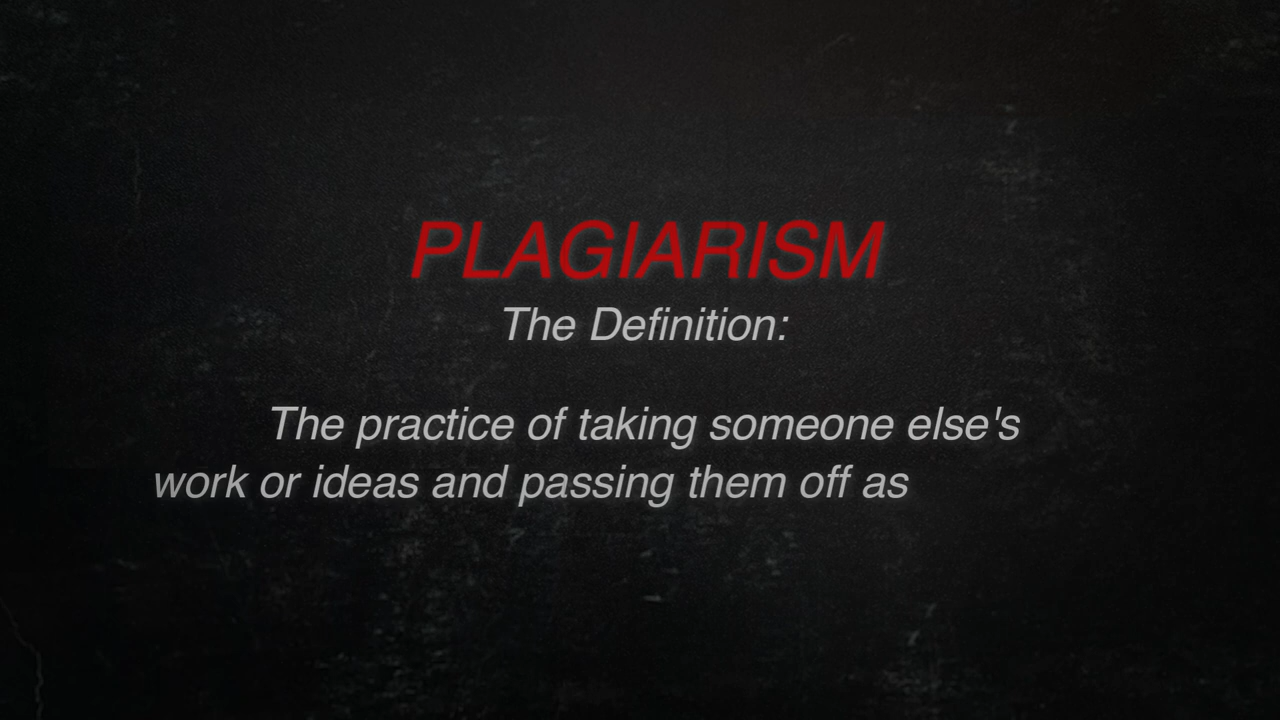 PLAGIARISM
The Definition:
The practice of taking someone else's
work or ideas and passing them off as